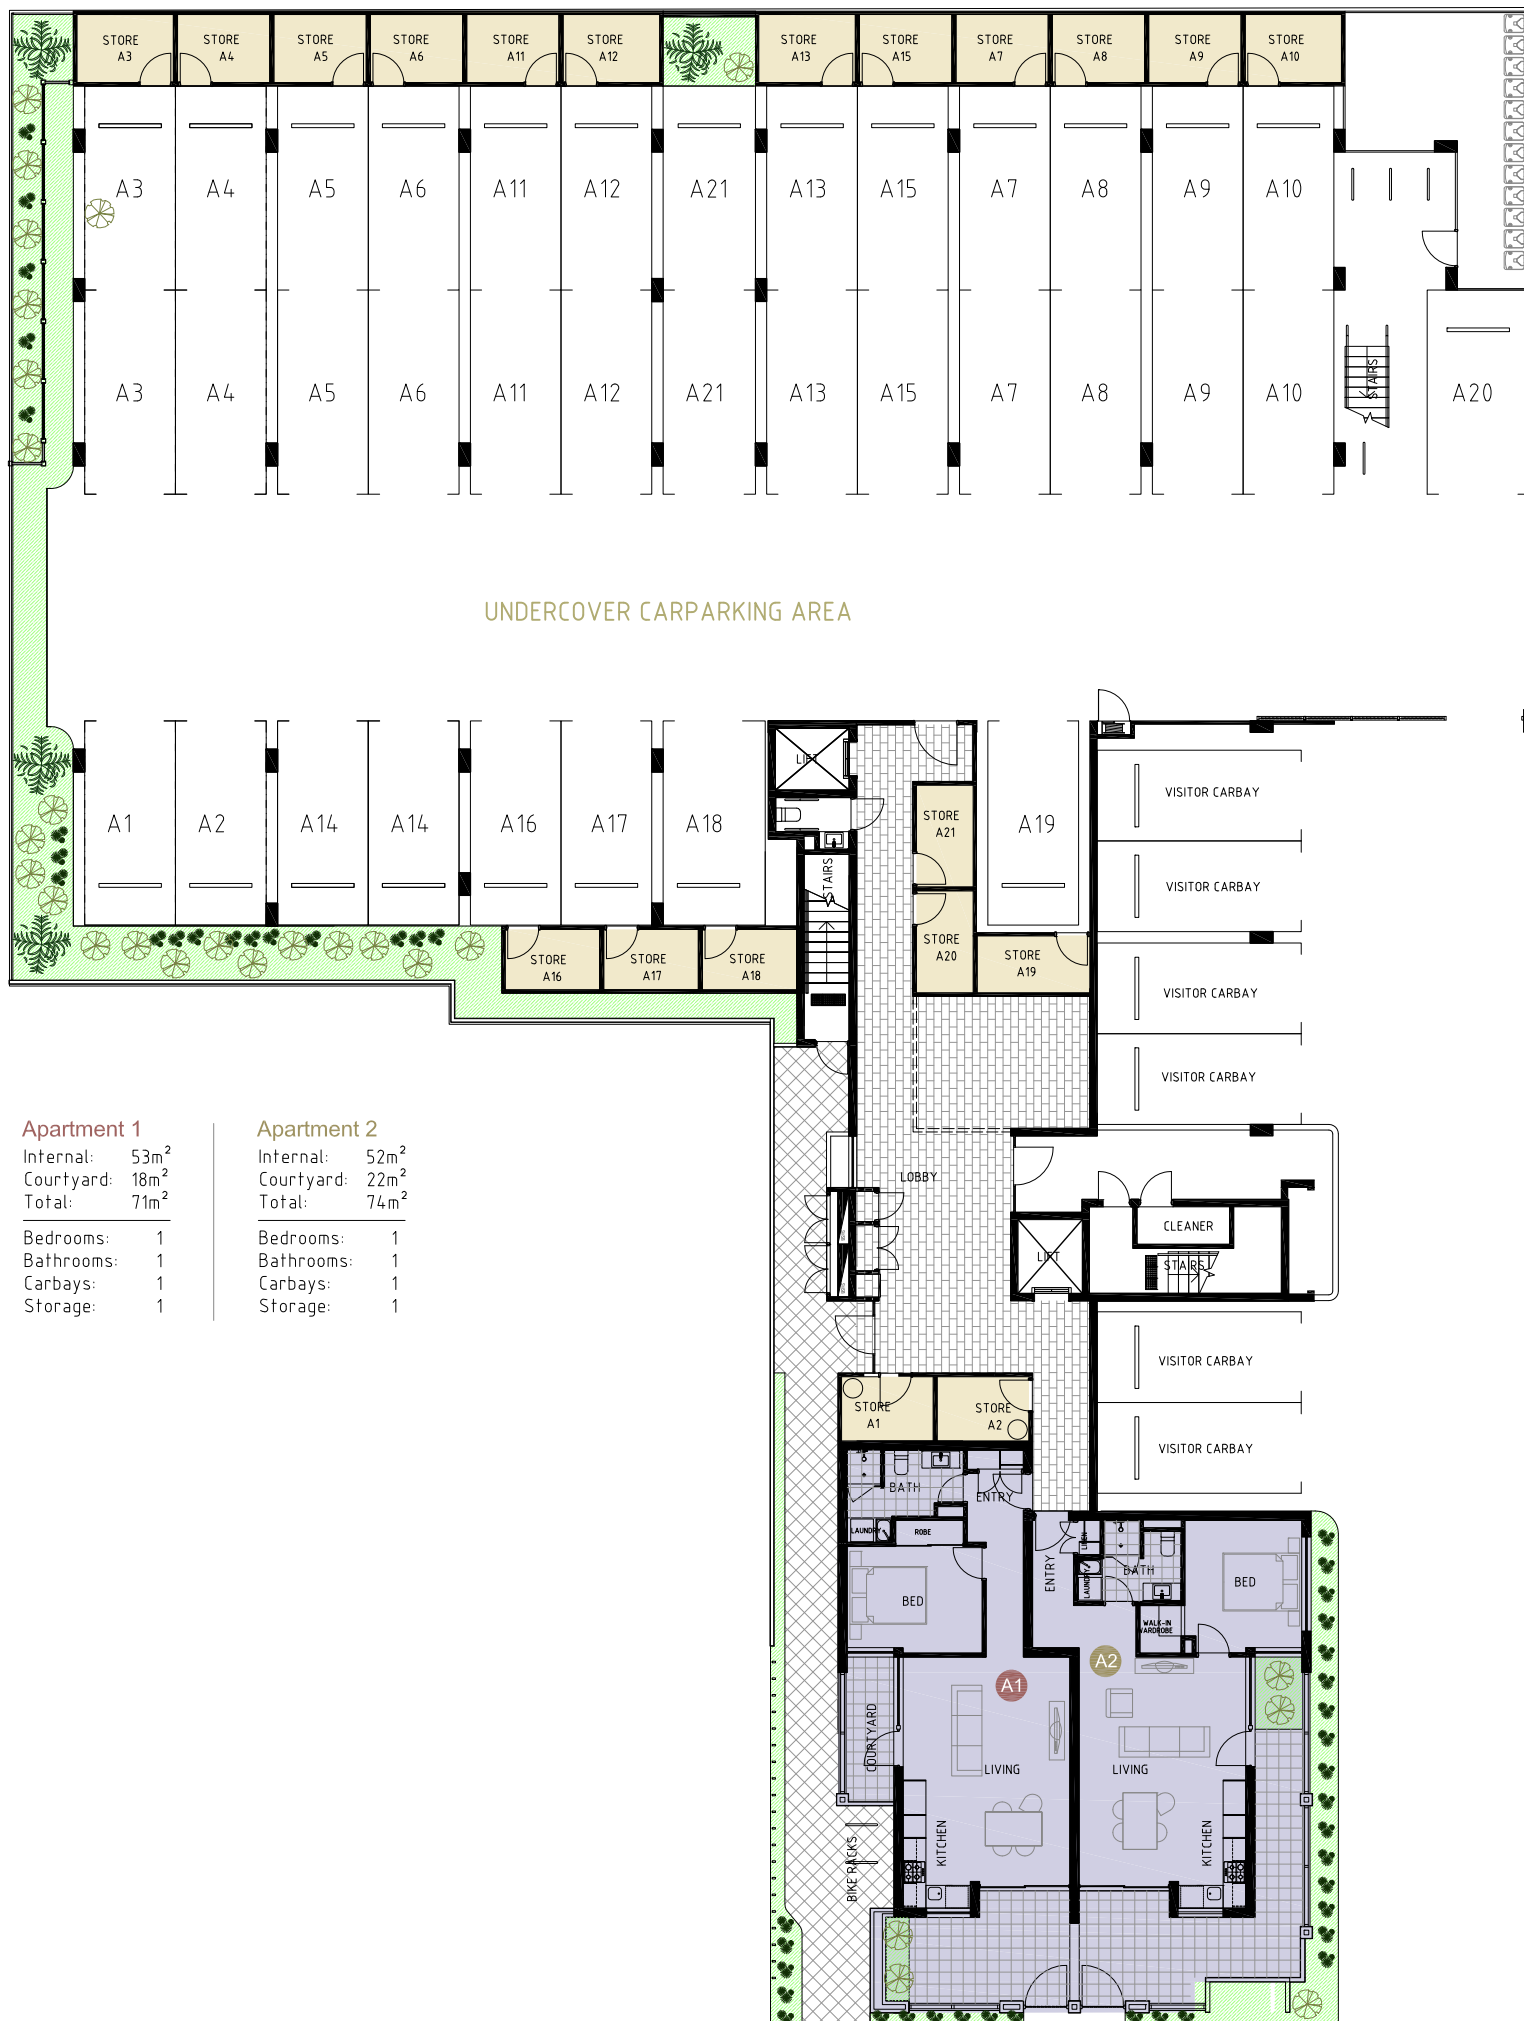 STORE A3
STORE A4
STORE A5
STORE A6
STORE A11
STORE A12
STORE A13
STORE A15
STORE A7
STORE A8
STORE A9
STORE A10
A3 A4 A5 A6 A11 A12 A21 A13 A15 A7 A8 A9 A10
STAIRS
A3 A4 A5 A6 A11 A12 A21 A13 A15 A7 A8 A9 A10 A20
UNDERCOVER CARPARKING AREA
LIFT
VISITOR CARBAY
A1 A2 A14 A14 A16 A17 A18
STORE A21
A19
STAIRS
VISITOR CARBAY
STORE A16
STORE A17
STORE A18
STORE A20
STORE A19
VISITOR CARBAY
VISITOR CARBAY
Apartment 1
Internal: 53m²
Courtyard: 18m²
Total: 71m²
Bedrooms: 1
Bathrooms: 1
Carbays: 1
Storage: 1
Apartment 2
Internal: 52m²
Courtyard: 22m²
Total: 74m²
Bedrooms: 1
Bathrooms: 1
Carbays: 1
Storage: 1
LOBBY
CLEANER
LIFT
STAIRS
VISITOR CARBAY
STORE A1
STORE A2
VISITOR CARBAY
BATH
ENTRY
LAUNDRY
ROBE
BED
ENTRY
LINEN
LAUNDRY
BATH
BED
WALK-IN
WARDROBE
A2
A1
COURTYARD
LIVING
LIVING
KITCHEN
KITCHEN
BIKE RACKS